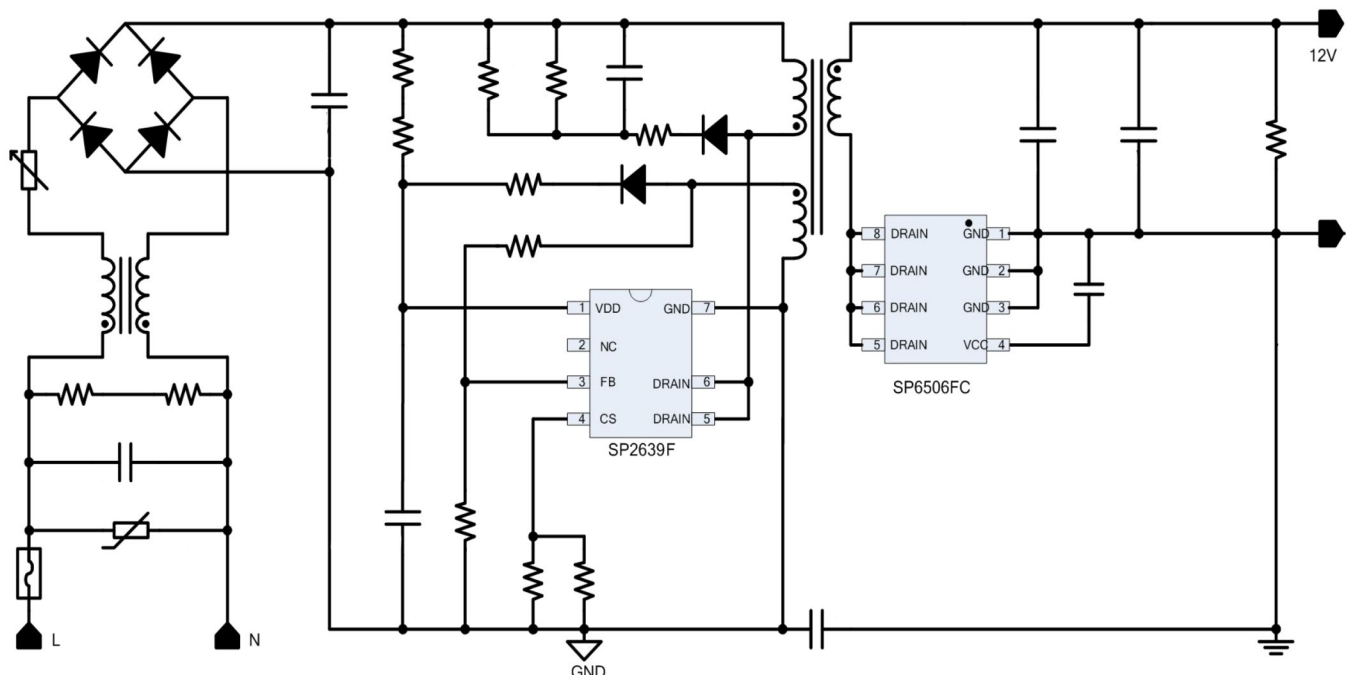 12V
8 DRAIN GND 1
7 DRAIN GND 2
6 DRAIN GND 3
5 DRAIN VCC 4
SP6506FC
1 VDD GND 7
2 NC
3 FB DRAIN 6
4 CS DRAIN 5
SP2639F
L
N
GND